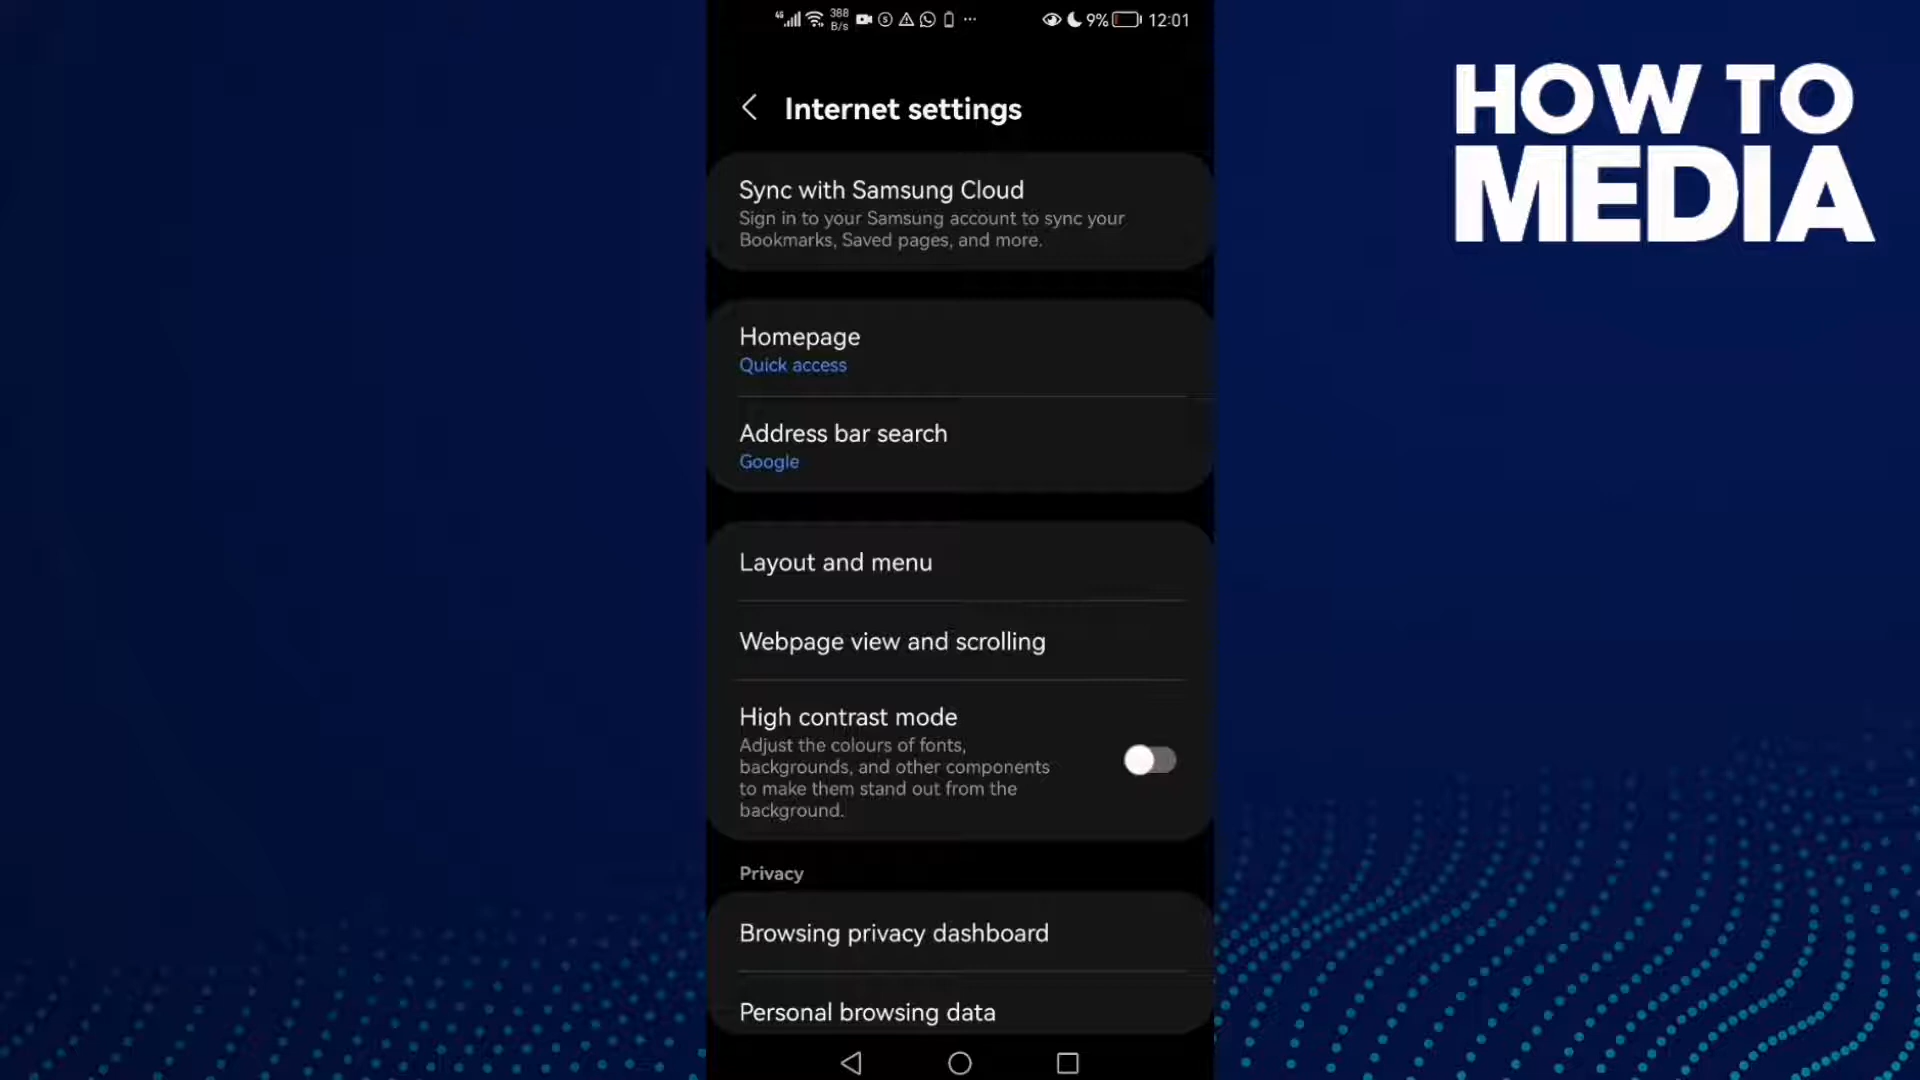 4G 388 B/s 9% 12:01
Internet settings
Sync with Samsung Cloud
Sign in to your Samsung account to sync your
Bookmarks, Saved pages, and more.
Homepage
Quick access
Address bar search
Google
Layout and menu
Webpage view and scrolling
High contrast mode
Adjust the colours of fonts,
backgrounds, and other components
to make them stand out from the
background.
Privacy
Browsing privacy dashboard
Personal browsing data
HOW TO
MEDIA